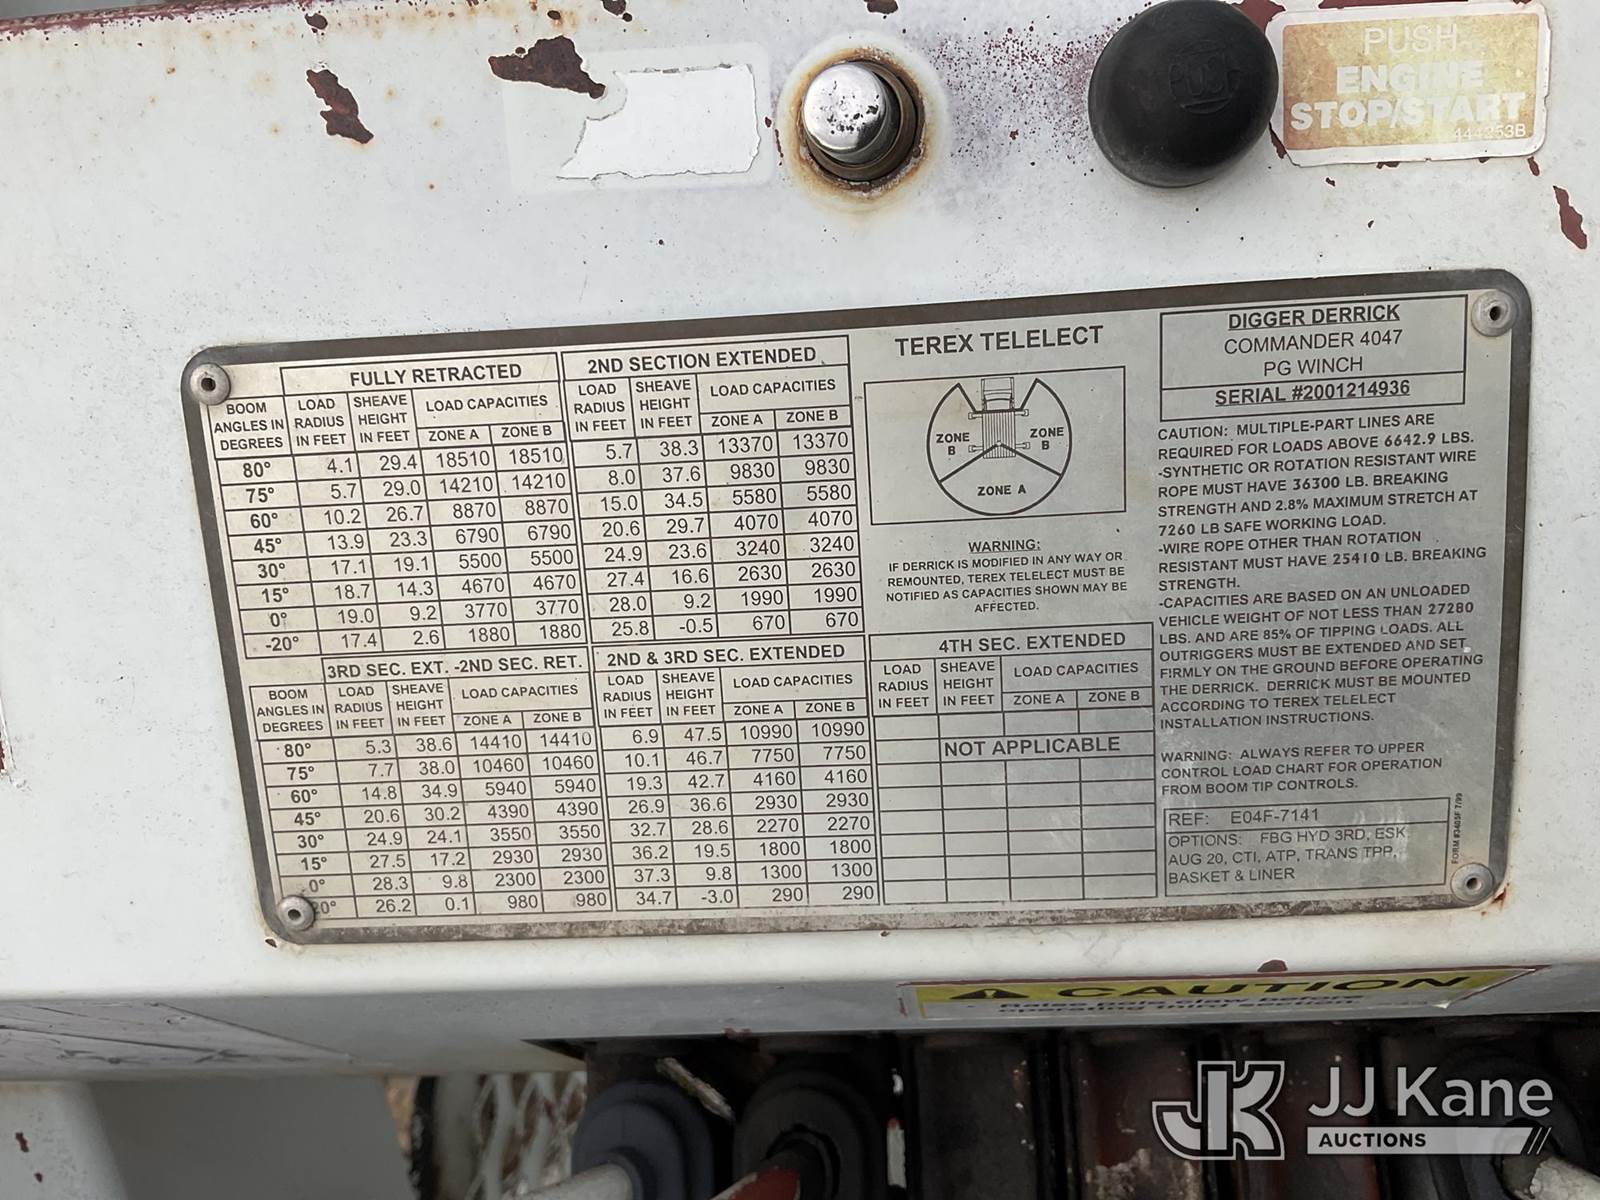 PUSH
PUSH
ENGINE
STOP/START
444253B
FULLY RETRACTED
BOOM ANGLES IN DEGREES | LOAD RADIUS IN FEET | SHEAVE HEIGHT IN FEET | LOAD CAPACITIES
ZONE A | ZONE B
80° 4.1 29.4 18510 18510
75° 5.7 29.0 14210 14210
60° 10.2 26.7 8870 8870
45° 13.9 23.3 6790 6790
30° 17.1 19.1 5500 5500
15° 18.7 14.3 4670 4670
0° 19.0 9.2 3770 3770
-20° 17.4 2.6 1880 1880
2ND SECTION EXTENDED
LOAD RADIUS IN FEET | SHEAVE HEIGHT IN FEET | LOAD CAPACITIES
ZONE A | ZONE B
5.7 38.3 13370 13370
8.0 37.6 9830 9830
15.0 34.5 5580 5580
20.6 29.7 4070 4070
24.9 23.6 3240 3240
27.4 16.6 2630 2630
28.0 9.2 1990 1990
25.8 -0.5 670 670
3RD SEC. EXT. -2ND SEC. RET.
BOOM ANGLES IN DEGREES | LOAD RADIUS IN FEET | SHEAVE HEIGHT IN FEET | LOAD CAPACITIES
ZONE A | ZONE B
80° 5.3 38.6 14410 14410
75° 7.7 38.0 10460 10460
60° 14.8 34.9 5940 5940
45° 20.6 30.2 4390 4390
30° 24.9 24.1 3550 3550
15° 27.5 17.2 2930 2930
0° 28.3 9.8 2300 2300
20° 26.2 0.1 980 980
2ND & 3RD SEC. EXTENDED
LOAD RADIUS IN FEET | SHEAVE HEIGHT IN FEET | LOAD CAPACITIES
ZONE A | ZONE B
6.9 47.5 10990 10990
10.1 46.7 7750 7750
19.3 42.7 4160 4160
26.9 36.6 2930 2930
32.7 28.6 2270 2270
36.2 19.5 1800 1800
37.3 9.8 1300 1300
34.7 -3.0 290 290
TEREX TELELECT
ZONE B
ZONE B
ZONE A
WARNING:
IF DERRICK IS MODIFIED IN ANY WAY OR
REMOUNTED, TEREX TELELECT MUST BE
NOTIFIED AS CAPACITIES SHOWN MAY BE
AFFECTED.
4TH SEC. EXTENDED
LOAD RADIUS IN FEET | SHEAVE HEIGHT IN FEET | LOAD CAPACITIES
ZONE A | ZONE B
NOT APPLICABLE
DIGGER DERRICK
COMMANDER 4047
PG WINCH
SERIAL #2001214936
CAUTION: MULTIPLE-PART LINES ARE
REQUIRED FOR LOADS ABOVE 6642.9 LBS.
-SYNTHETIC OR ROTATION RESISTANT WIRE
ROPE MUST HAVE 36300 LB. BREAKING
STRENGTH AND 2.8% MAXIMUM STRETCH AT
7260 LB SAFE WORKING LOAD.
-WIRE ROPE OTHER THAN ROTATION
RESISTANT MUST HAVE 25410 LB. BREAKING
STRENGTH.
-CAPACITIES ARE BASED ON AN UNLOADED
VEHICLE WEIGHT OF NOT LESS THAN 27280
LBS. AND ARE 85% OF TIPPING LOADS. ALL
OUTRIGGERS MUST BE EXTENDED AND SET
FIRMLY ON THE GROUND BEFORE OPERATING
THE DERRICK. DERRICK MUST BE MOUNTED
ACCORDING TO TEREX TELELECT
INSTALLATION INSTRUCTIONS.
WARNING: ALWAYS REFER TO UPPER
CONTROL LOAD CHART FOR OPERATION
FROM BOOM TIP CONTROLS.
REF: E04F-7141
OPTIONS: FBG HYD 3RD, ESK,
AUG 20, CTI, ATP, TRANS TPP,
BASKET & LINER
FORM #3405F 7/99
CAUTION
Raise pole claw before
operating third section
JJ Kane
AUCTIONS